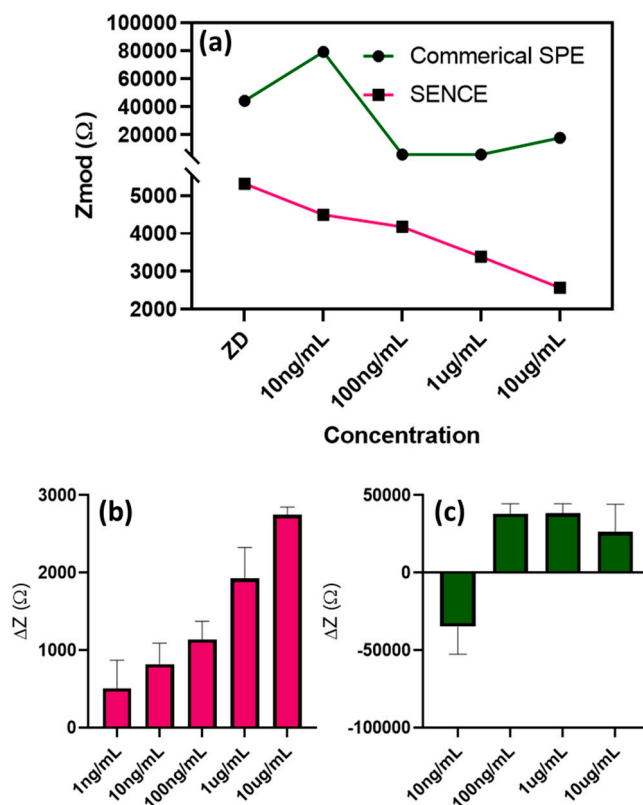 (a)
Commerical SPE
SENCE
100000
80000
60000
40000
20000
5000
4000
3000
2000
Zmod (Ω)
ZD
10ng/mL
100ng/mL
1ug/mL
10ug/mL
Concentration
(b)
3000
2000
1000
0
ΔZ (Ω)
1ng/mL
10ng/mL
100ng/mL
1ug/mL
10ug/mL
(c)
50000
0
-50000
-100000
ΔZ (Ω)
10ng/mL
100ng/mL
1ug/mL
10ug/mL